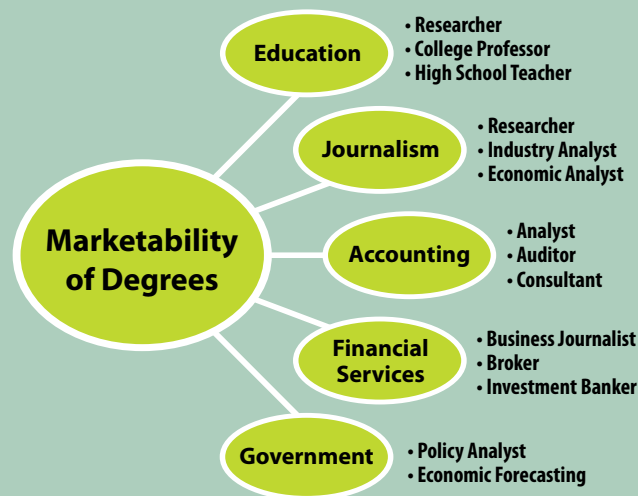 Marketability
of Degrees
Education
• Researcher
• College Professor
• High School Teacher
Journalism
• Researcher
• Industry Analyst
• Economic Analyst
Accounting
• Analyst
• Auditor
• Consultant
Financial
Services
• Business Journalist
• Broker
• Investment Banker
Government
• Policy Analyst
• Economic Forecasting